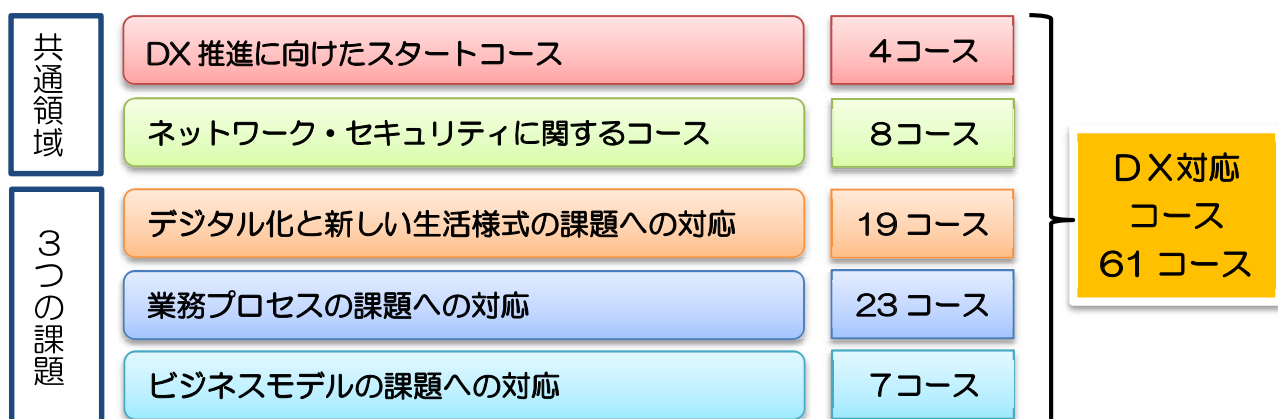 共通領域
DX 推進に向けたスタートコース
4コース
ネットワーク・セキュリティに関するコース
8コース
3つの課題
デジタル化と新しい生活様式の課題への対応
19 コース
業務プロセスの課題への対応
23 コース
ビジネスモデルの課題への対応
7コース
DX対応
コース
61 コース